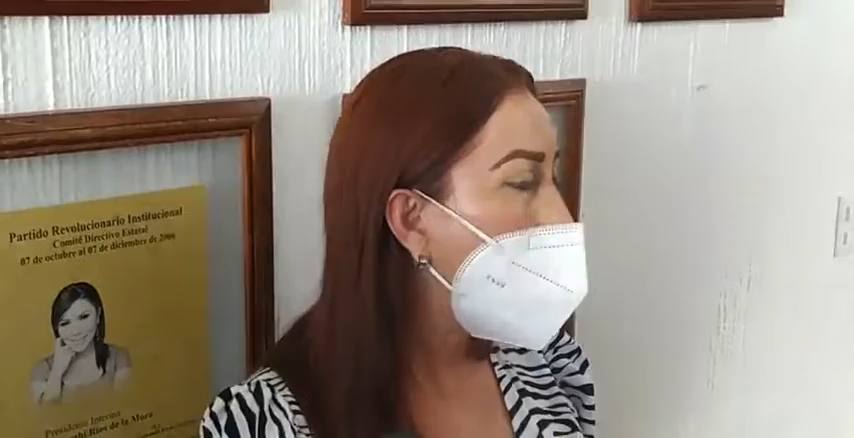 Partido Revolucionario Institucional
Comité Directivo Estatal
07 de octubre al 07 de diciembre de 2006
Presidenta Interina
Ríos de la Mora